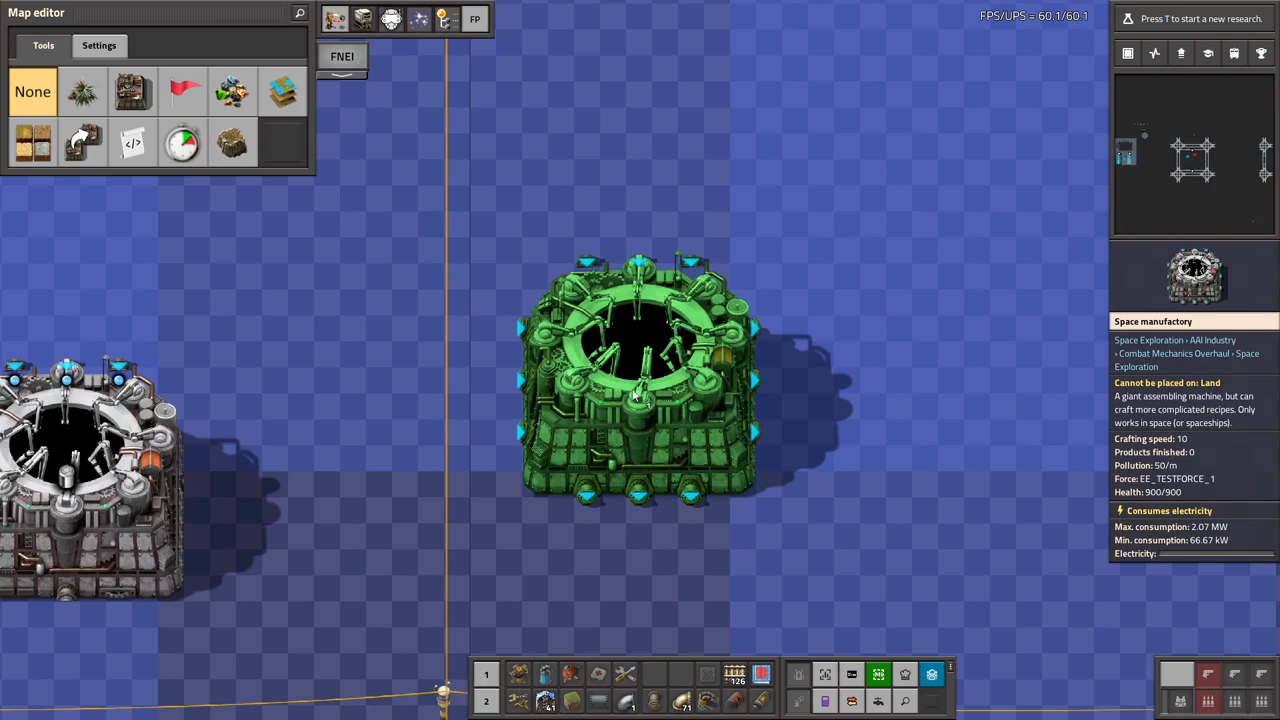 Map editor
Tools
Settings
None
</>
FP
FNEI
FPS/UPS = 60.1/60.1
Press T to start a new research.
Space manufactory
Space Exploration › AAI Industry
› Combat Mechanics Overhaul › Space
Exploration
Cannot be placed on: Land
A giant assembling machine, but can
craft more complicated recipes. Only
works in space (or spaceships).
Crafting speed: 10
Products finished: 0
Pollution: 50/m
Force: EE_TESTFORCE_1
Health: 900/900
Consumes electricity
Max. consumption: 2.07 MW
Min. consumption: 66.67 kW
Electricity:
1
1
126
2
41
1
71